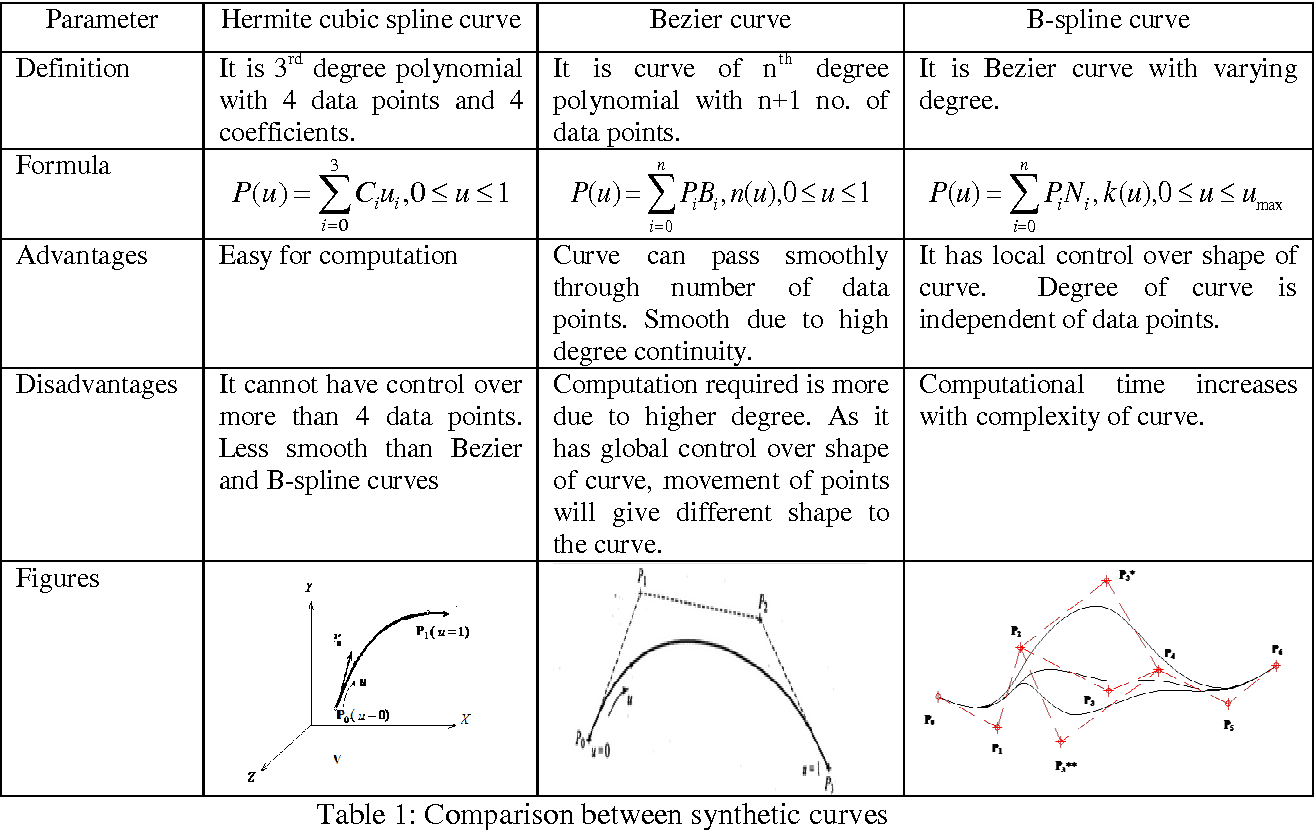 Parameter
Hermite cubic spline curve
Bezier curve
B-spline curve
Definition
It is 3rd degree polynomial
with 4 data points and 4
coefficients.
It is curve of nth degree
polynomial with n+1 no. of
data points.
It is Bezier curve with varying
degree.
Formula
P(u) = ∑_{i=0}^{3} C_i u_i, 0 ≤ u ≤ 1
P(u) = ∑_{i=0}^{n} P_i B_i, n(u), 0 ≤ u ≤ 1
P(u) = ∑_{i=0}^{n} P_i N_i, k(u), 0 ≤ u ≤ u_max
Advantages
Easy for computation
Curve can pass smoothly
through number of data
points. Smooth due to high
degree continuity.
It has local control over shape of
curve. Degree of curve is
independent of data points.
Disadvantages
It cannot have control over
more than 4 data points.
Less smooth than Bezier
and B-spline curves
Computation required is more
due to higher degree. As it
has global control over shape
of curve, movement of points
will give different shape to
the curve.
Computational time increases
with complexity of curve.
Figures
Y
P1(u=1)
u
P0(u-0)
X
Z
V
P1
P2
u
P0
u=0
u=1
P3*
P2
P4
P6
P3
P0
P5
P1
P3**
Table 1: Comparison between synthetic curves